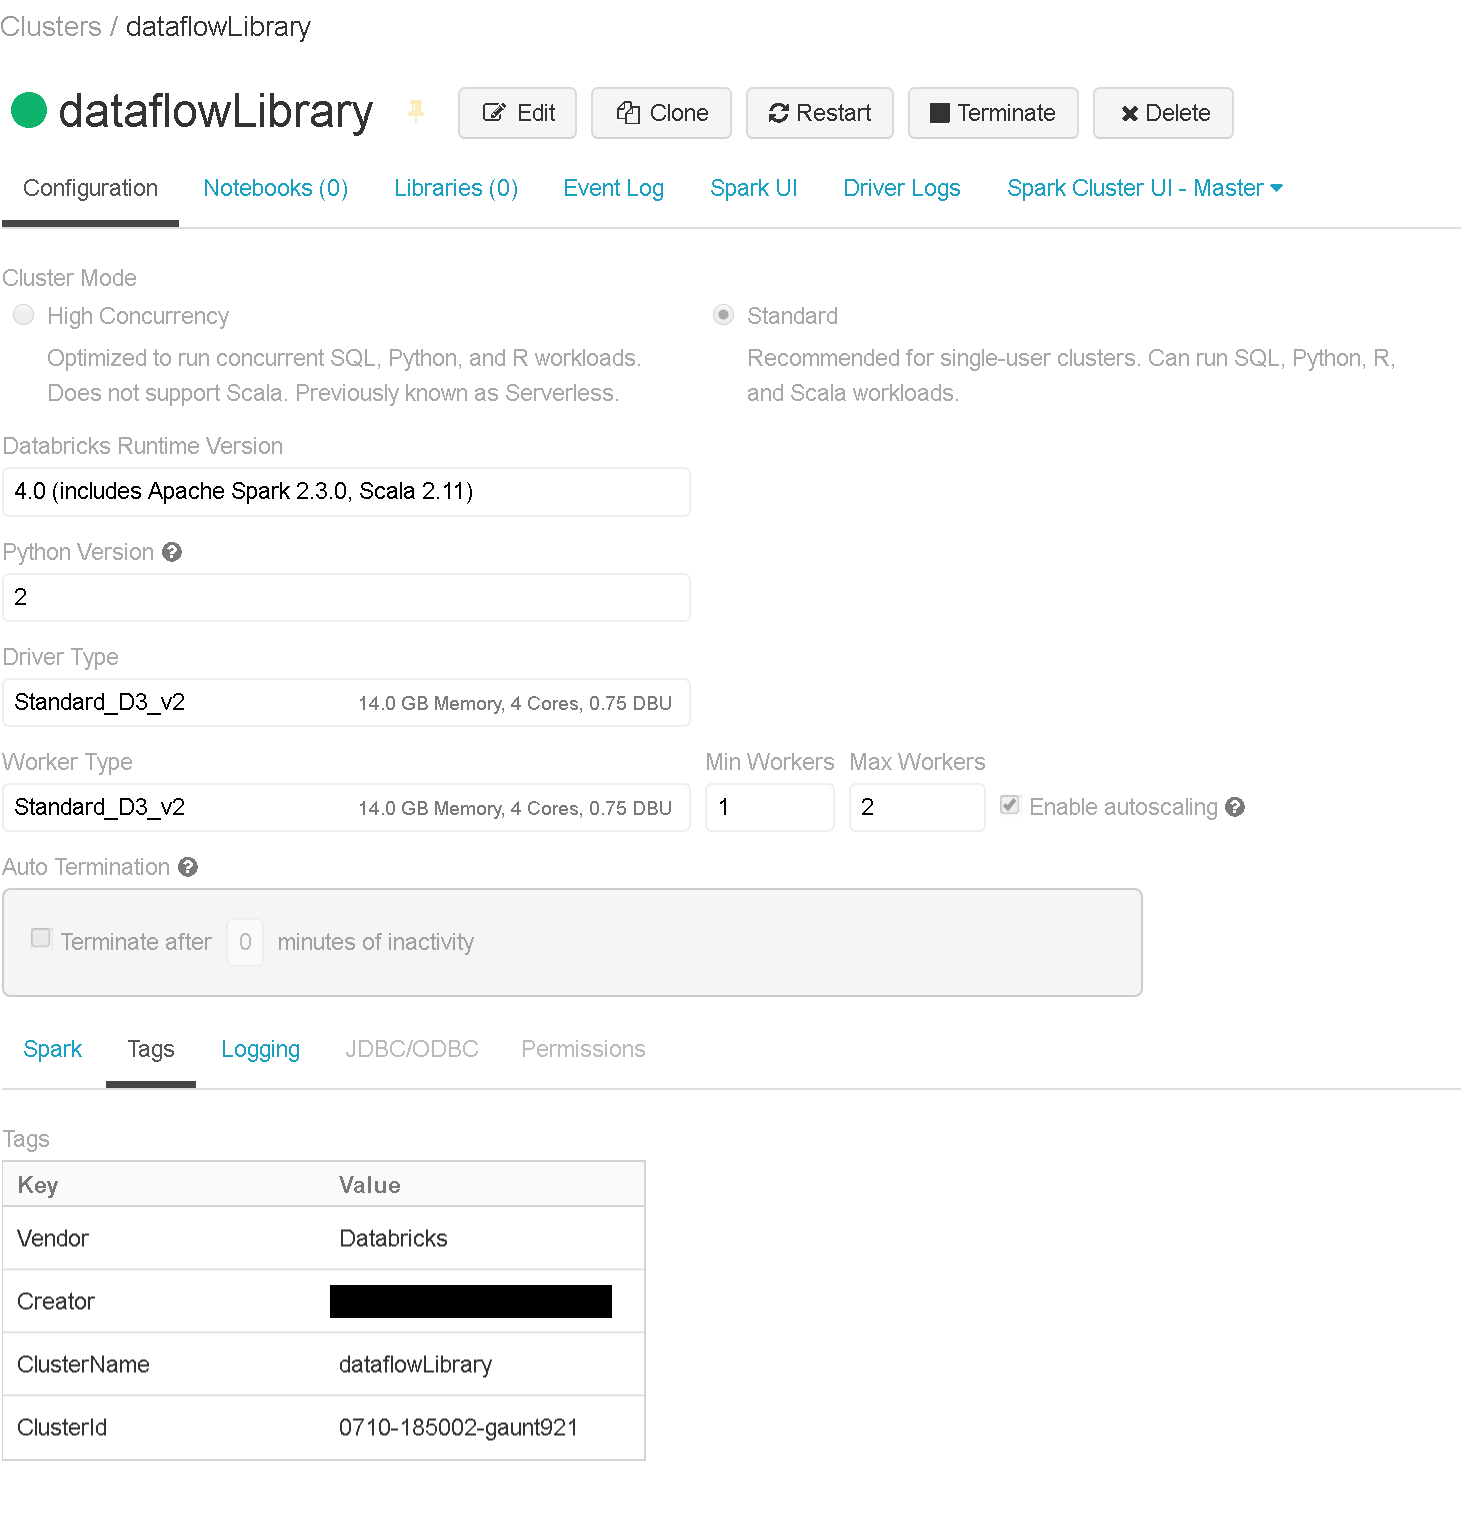 Clusters / dataflowLibrary
dataflowLibrary Edit Clone Restart Terminate Delete
Configuration Notebooks (0) Libraries (0) Event Log Spark UI Driver Logs Spark Cluster UI - Master
Cluster Mode
High Concurrency Standard
Optimized to run concurrent SQL, Python, and R workloads. Recommended for single-user clusters. Can run SQL, Python, R,
Does not support Scala. Previously known as Serverless. and Scala workloads.
Databricks Runtime Version
4.0 (includes Apache Spark 2.3.0, Scala 2.11)
Python Version ?
2
Driver Type
Standard_D3_v2 14.0 GB Memory, 4 Cores, 0.75 DBU
Worker Type Min Workers Max Workers
Standard_D3_v2 14.0 GB Memory, 4 Cores, 0.75 DBU 1 2 Enable autoscaling ?
Auto Termination ?
Terminate after 0 minutes of inactivity
Spark Tags Logging JDBC/ODBC Permissions
Tags
Key Value
Vendor Databricks
Creator
ClusterName dataflowLibrary
ClusterId 0710-185002-gaunt921